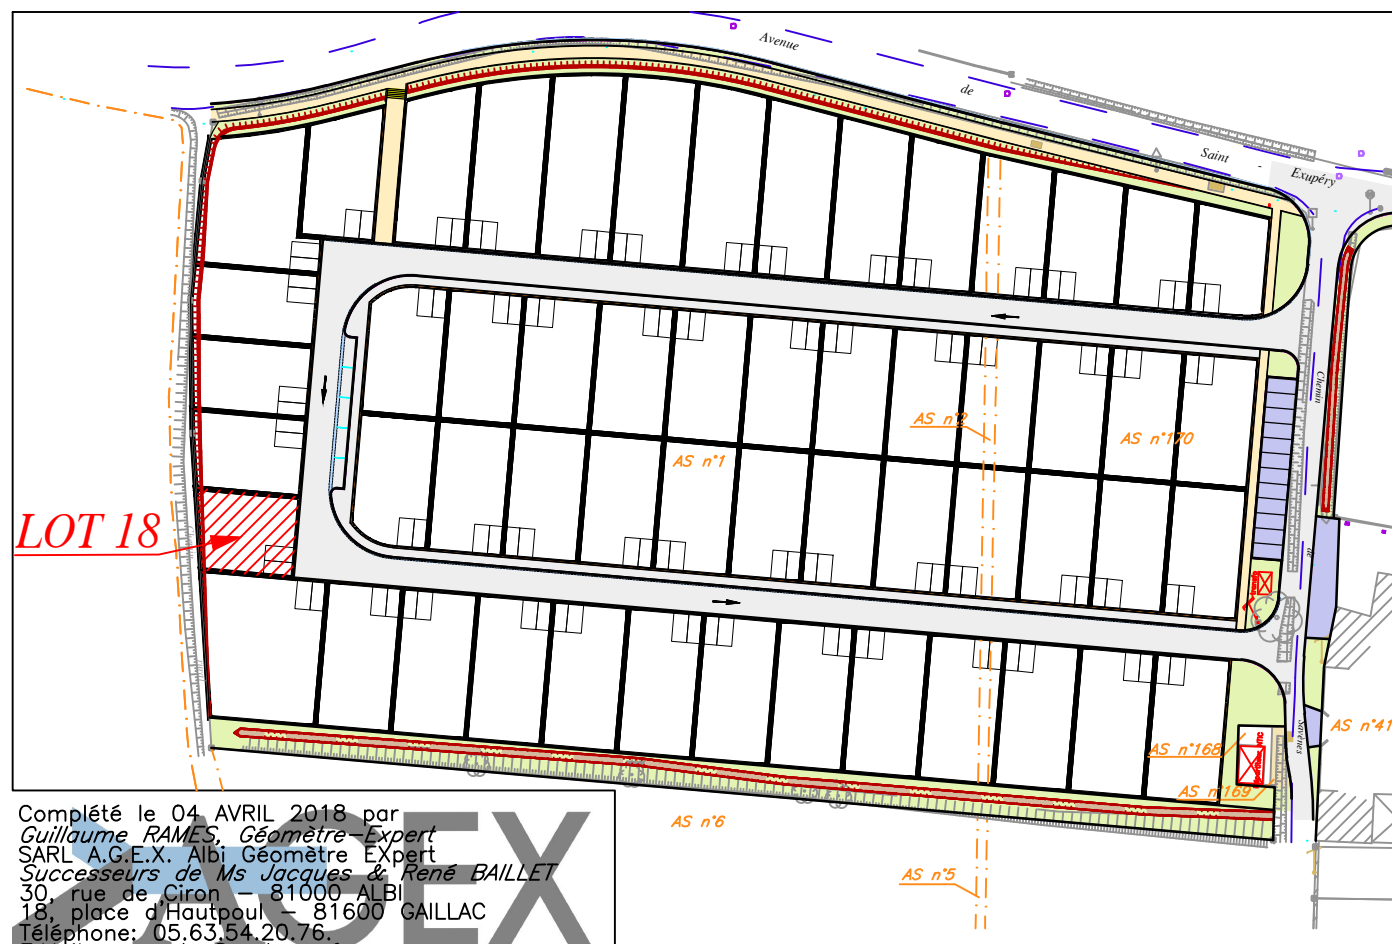 Avenue
de
Saint
-
Exupéry
Chemin
de
Savènes
AS n°2
AS n°170
AS n°1
LOT 18
AS n°41
AS n°168
AS n°169
AS n°6
AS n°5
Complété le 04 AVRIL 2018 par
Guillaume RAMES, Géomètre-Expert
SARL A.G.E.X. Albi Géomètre EXpert
Successeurs de Ms Jacques & René BAILLET
30, rue de Ciron - 81000 ALBI
18, place d'Hautpoul - 81600 GAILLAC
Téléphone: 05.63.54.20.76.
AGEX